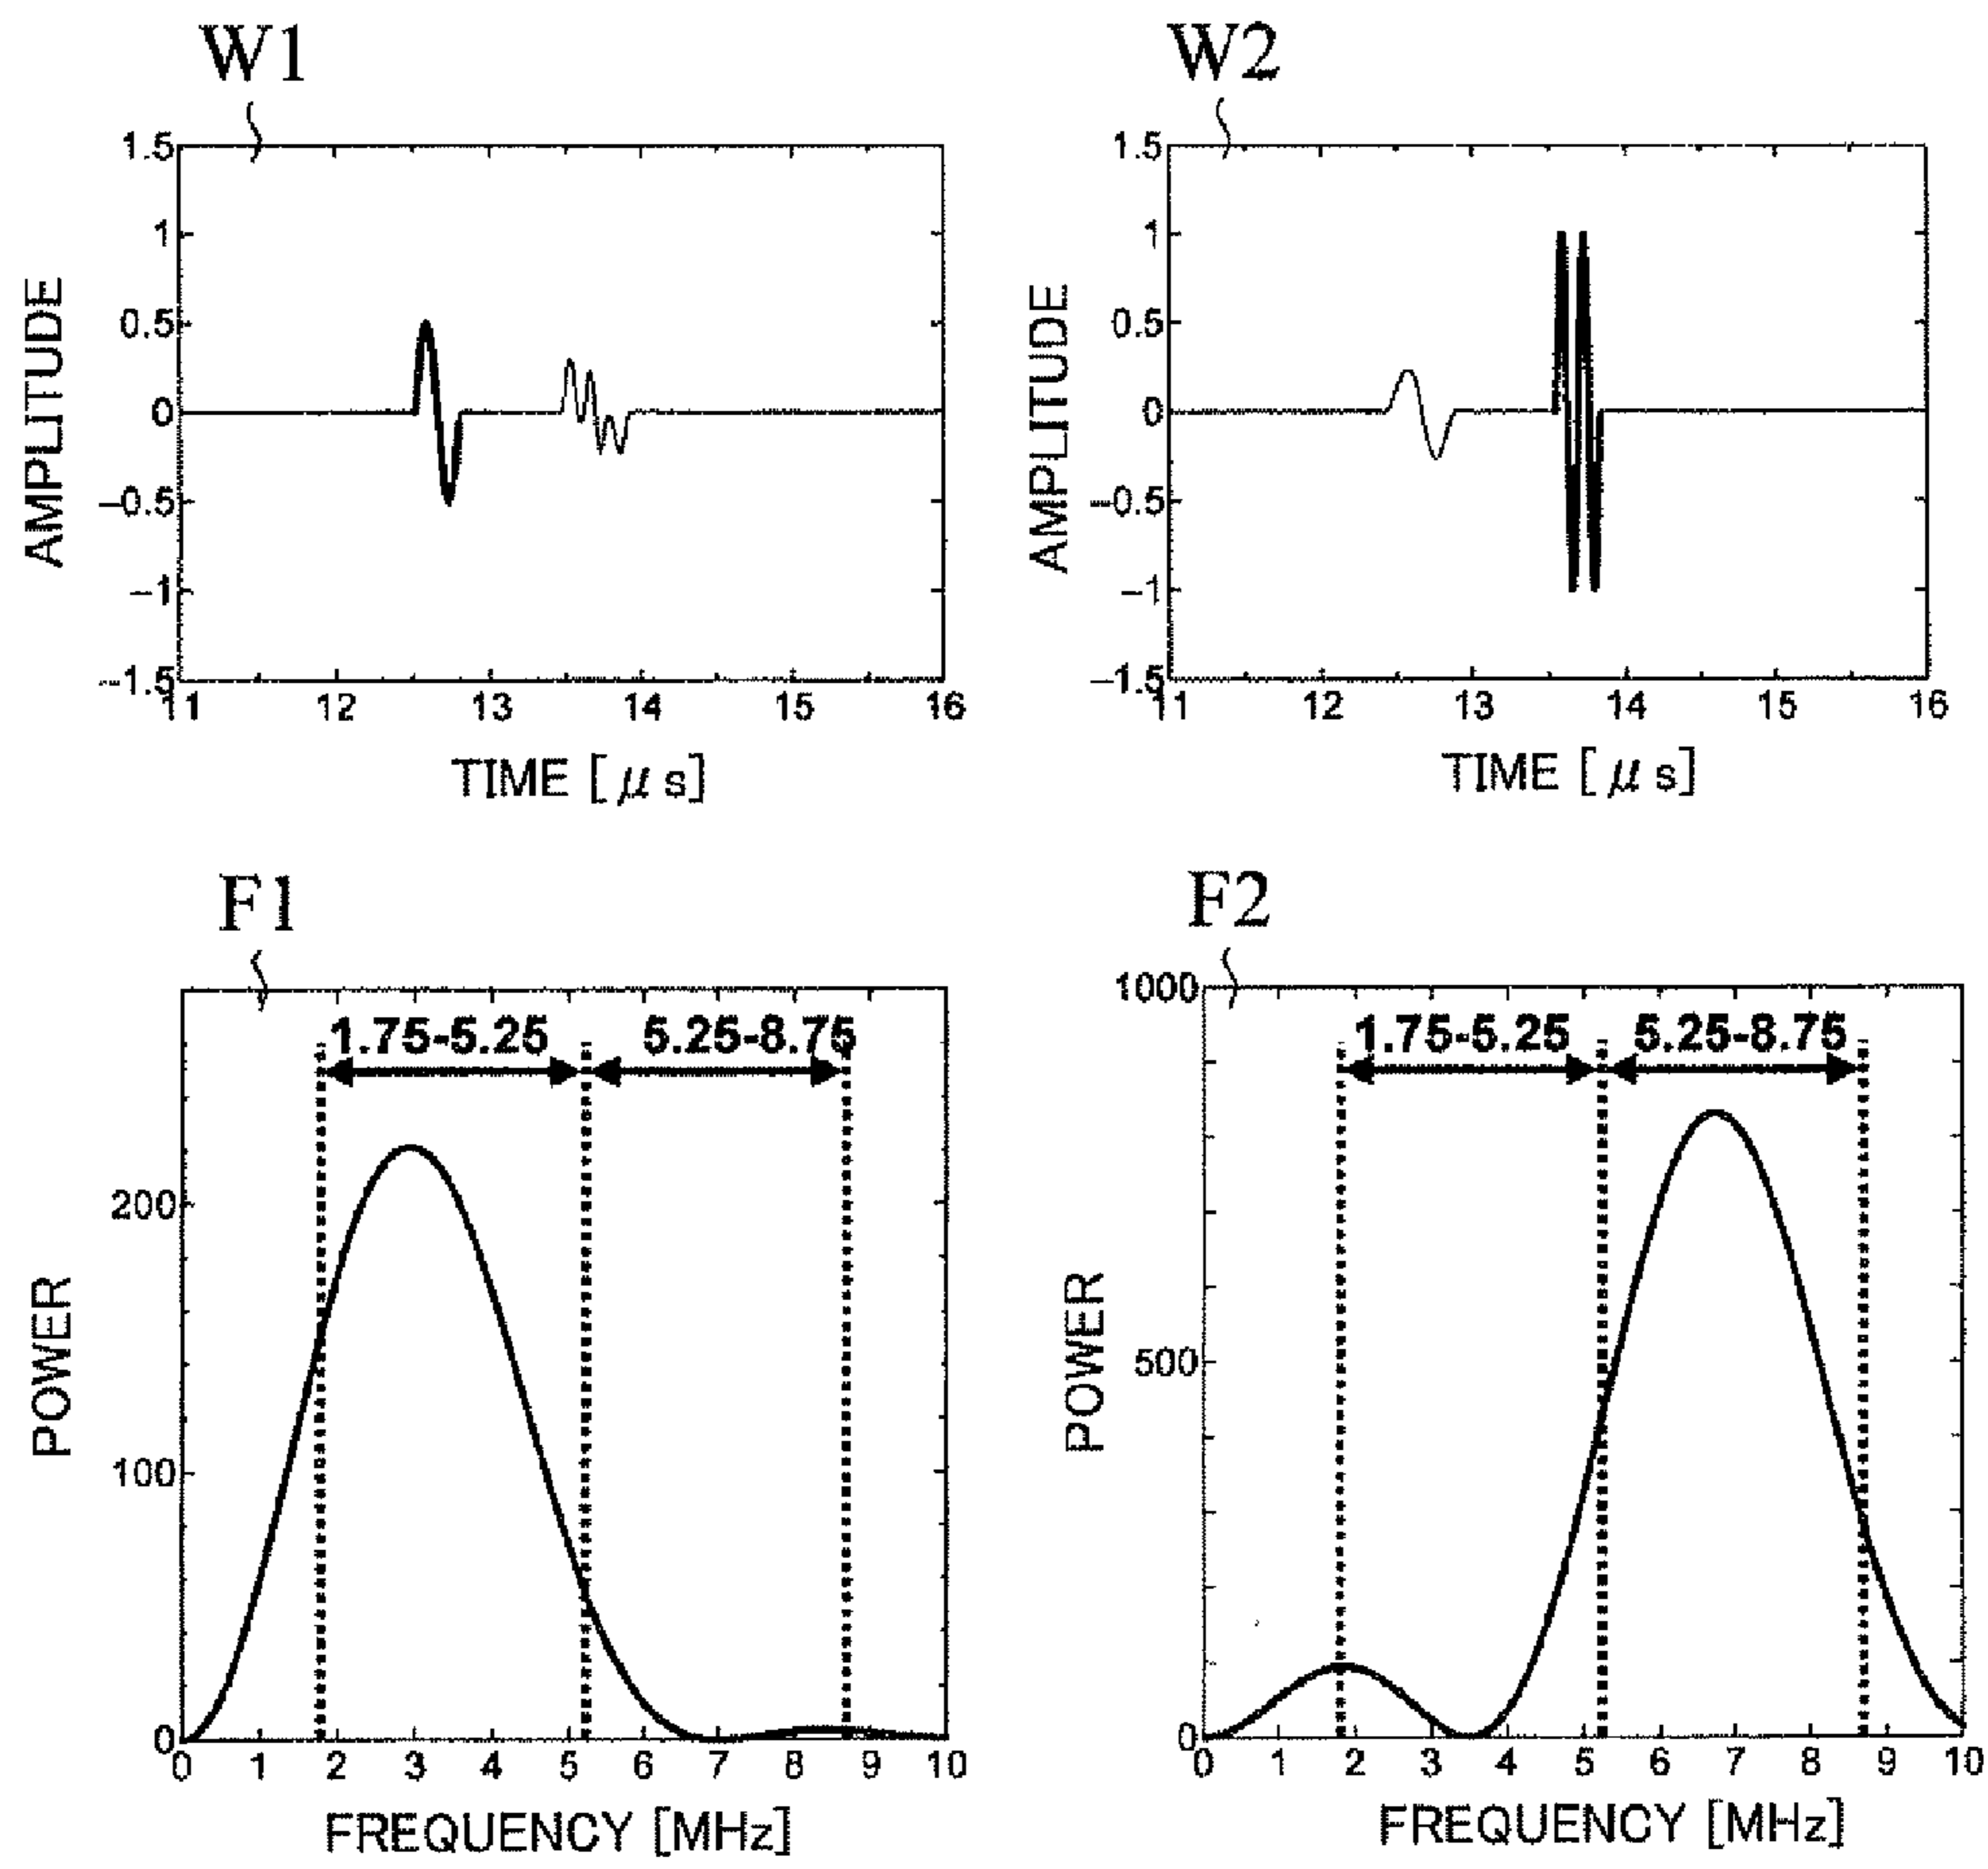 W1
W2
1.5
1
0.5
0
-0.5
-1
-1.5
AMPLITUDE
11 12 13 14 15 16
TIME [μs]
1.5
1
0.5
0
-0.5
-1
-1.5
AMPLITUDE
11 12 13 14 15 16
TIME [μs]
F1
F2
1.75-5.25 5.25-8.75
200
100
0
POWER
0 1 2 3 4 5 6 7 8 9 10
FREQUENCY [MHz]
1000
1.75-5.25 5.25-8.75
500
0
POWER
0 1 2 3 4 5 6 7 8 9 10
FREQUENCY [MHz]